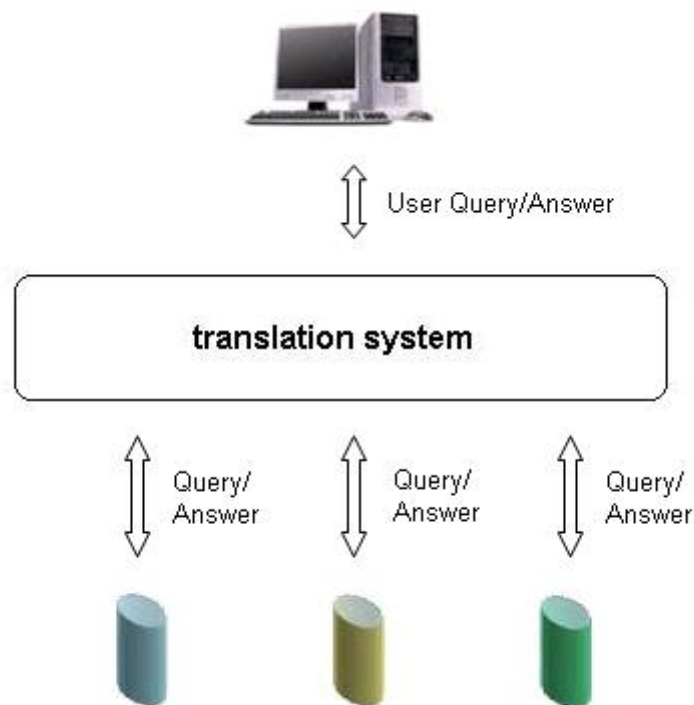 User Query/Answer
translation system
Query/
Answer
Query/
Answer
Query/
Answer